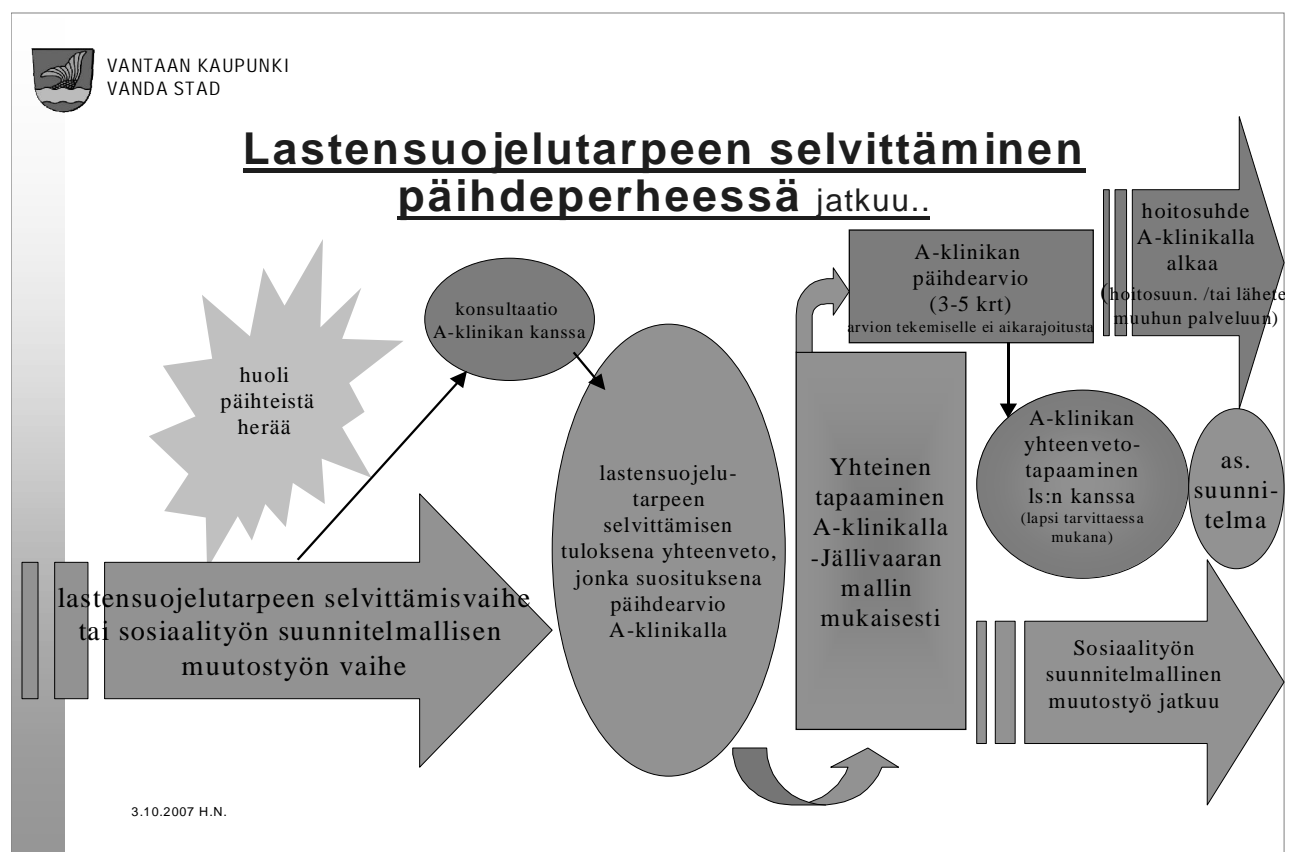 VANTAAN KAUPUNKI
VANDA STAD
Lastensuojelutarpeen selvittäminen
päihdeperheessä jatkuu..
huoli
päihteistä
herää
konsultaatio
A-klinikan kanssa
lastensuojelutarpeen selvittämisvaihe
tai sosiaalityön suunnitelmallisen
muutostyön vaihe
lastensuojelu-
tarpeen
selvittämisen
tuloksena yhteenveto,
jonka suosituksena
päihdearvio
A-klinikalla
Yhteinen
tapaaminen
A-klinikalla
-Jällivaaran
mallin
mukaisesti
A-klinikan
päihdearvio
(3-5 krt)
arvion tekemiselle ei aikarajoitusta
hoitosuhde
A-klinikalla
alkaa
(hoitosuun. /tai lähete
muuhun palveluun)
A-klinikan
yhteenveto-
tapaaminen
ls:n kanssa
(lapsi tarvittaessa
mukana)
as.
suunni-
telma
Sosiaalityön
suunnitelmallinen
muutostyö jatkuu
3.10.2007 H.N.